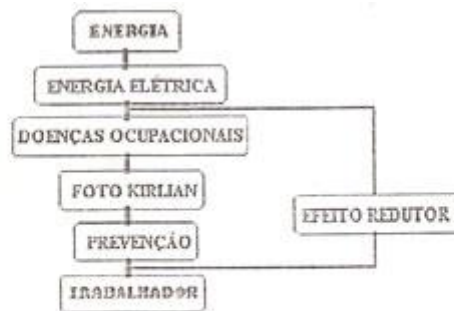 ENERGIA
ENERGIA ELÉTRICA
DOENÇAS OCUPACIONAIS
FOTO KIRLIAN
EFEITO REDUTOR
PREVENÇÃO
TRABALHADOR